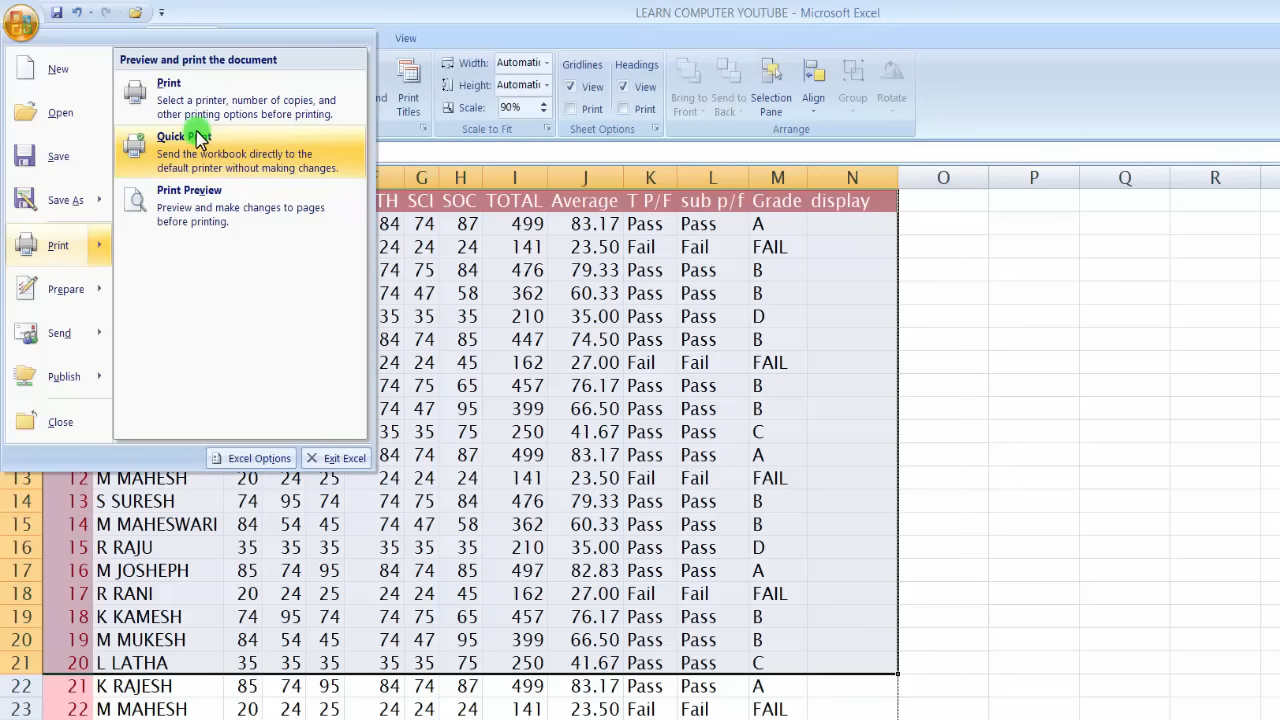 LEARN COMPUTER YOUTUBE - Microsoft Excel
View
Preview and print the document
New
Open
Save
Save As
Print
Prepare
Send
Publish
Close
Print
Select a printer, number of copies, and
other printing options before printing.
Quick Print
Send the workbook directly to the
default printer without making changes.
Print Preview
Preview and make changes to pages
before printing.
Excel Options
Exit Excel
Print
Titles
Width: Automatic
Height: Automatic
Scale: 90%
Scale to Fit
Gridlines Headings
View View
Print Print
Sheet Options
Bring to
Front
Send to
Back
Selection
Pane
Align
Group
Rotate
Arrange
G H I J K L M N O P Q R
TH SCI SOC TOTAL Average T P/F sub p/f Grade display
84 74 87 499 83.17 Pass Pass A
24 24 24 141 23.50 Fail Fail FAIL
74 75 84 476 79.33 Pass Pass B
74 47 58 362 60.33 Pass Pass B
35 35 35 210 35.00 Pass Pass D
84 74 85 447 74.50 Pass Pass B
24 24 45 162 27.00 Fail Fail FAIL
74 75 65 457 76.17 Pass Pass B
74 47 95 399 66.50 Pass Pass B
35 35 75 250 41.67 Pass Pass C
84 74 87 499 83.17 Pass Pass A
13 12 M MAHESH 20 24 25 24 24 24 141 23.50 Fail Fail FAIL
14 13 S SURESH 74 95 74 74 75 84 476 79.33 Pass Pass B
15 14 M MAHESWARI 84 54 45 74 47 58 362 60.33 Pass Pass B
16 15 R RAJU 35 35 35 35 35 35 210 35.00 Pass Pass D
17 16 M JOSHEPH 85 74 95 84 74 85 497 82.83 Pass Pass A
18 17 R RANI 20 24 25 24 24 45 162 27.00 Fail Fail FAIL
19 18 K KAMESH 74 95 74 74 75 65 457 76.17 Pass Pass B
20 19 M MUKESH 84 54 45 74 47 95 399 66.50 Pass Pass B
21 20 L LATHA 35 35 35 35 35 75 250 41.67 Pass Pass C
22 21 K RAJESH 85 74 95 84 74 87 499 83.17 Pass Pass A
23 22 M MAHESH 20 24 25 24 24 24 141 23.50 Fail Fail FAIL